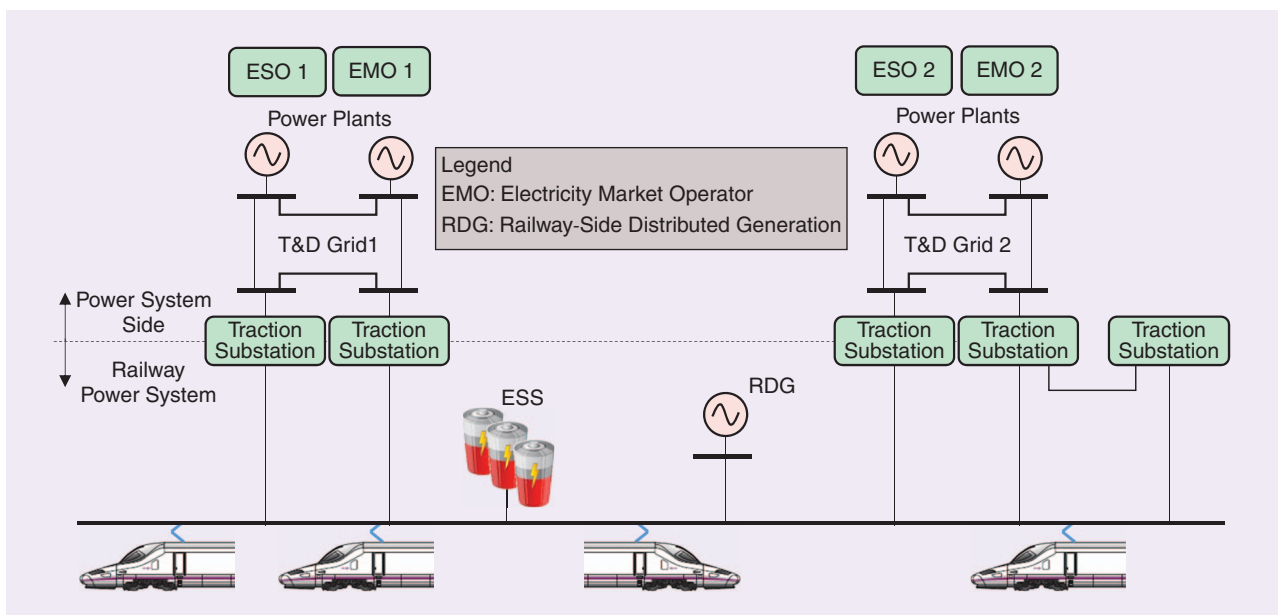 ESO 1
EMO 1
ESO 2
EMO 2
Power Plants
Power Plants
Legend
EMO: Electricity Market Operator
RDG: Railway-Side Distributed Generation
T&D Grid1
T&D Grid 2
Power System
Side
Traction
Substation
Traction
Substation
Traction
Substation
Traction
Substation
Traction
Substation
Railway
Power System
ESS
RDG